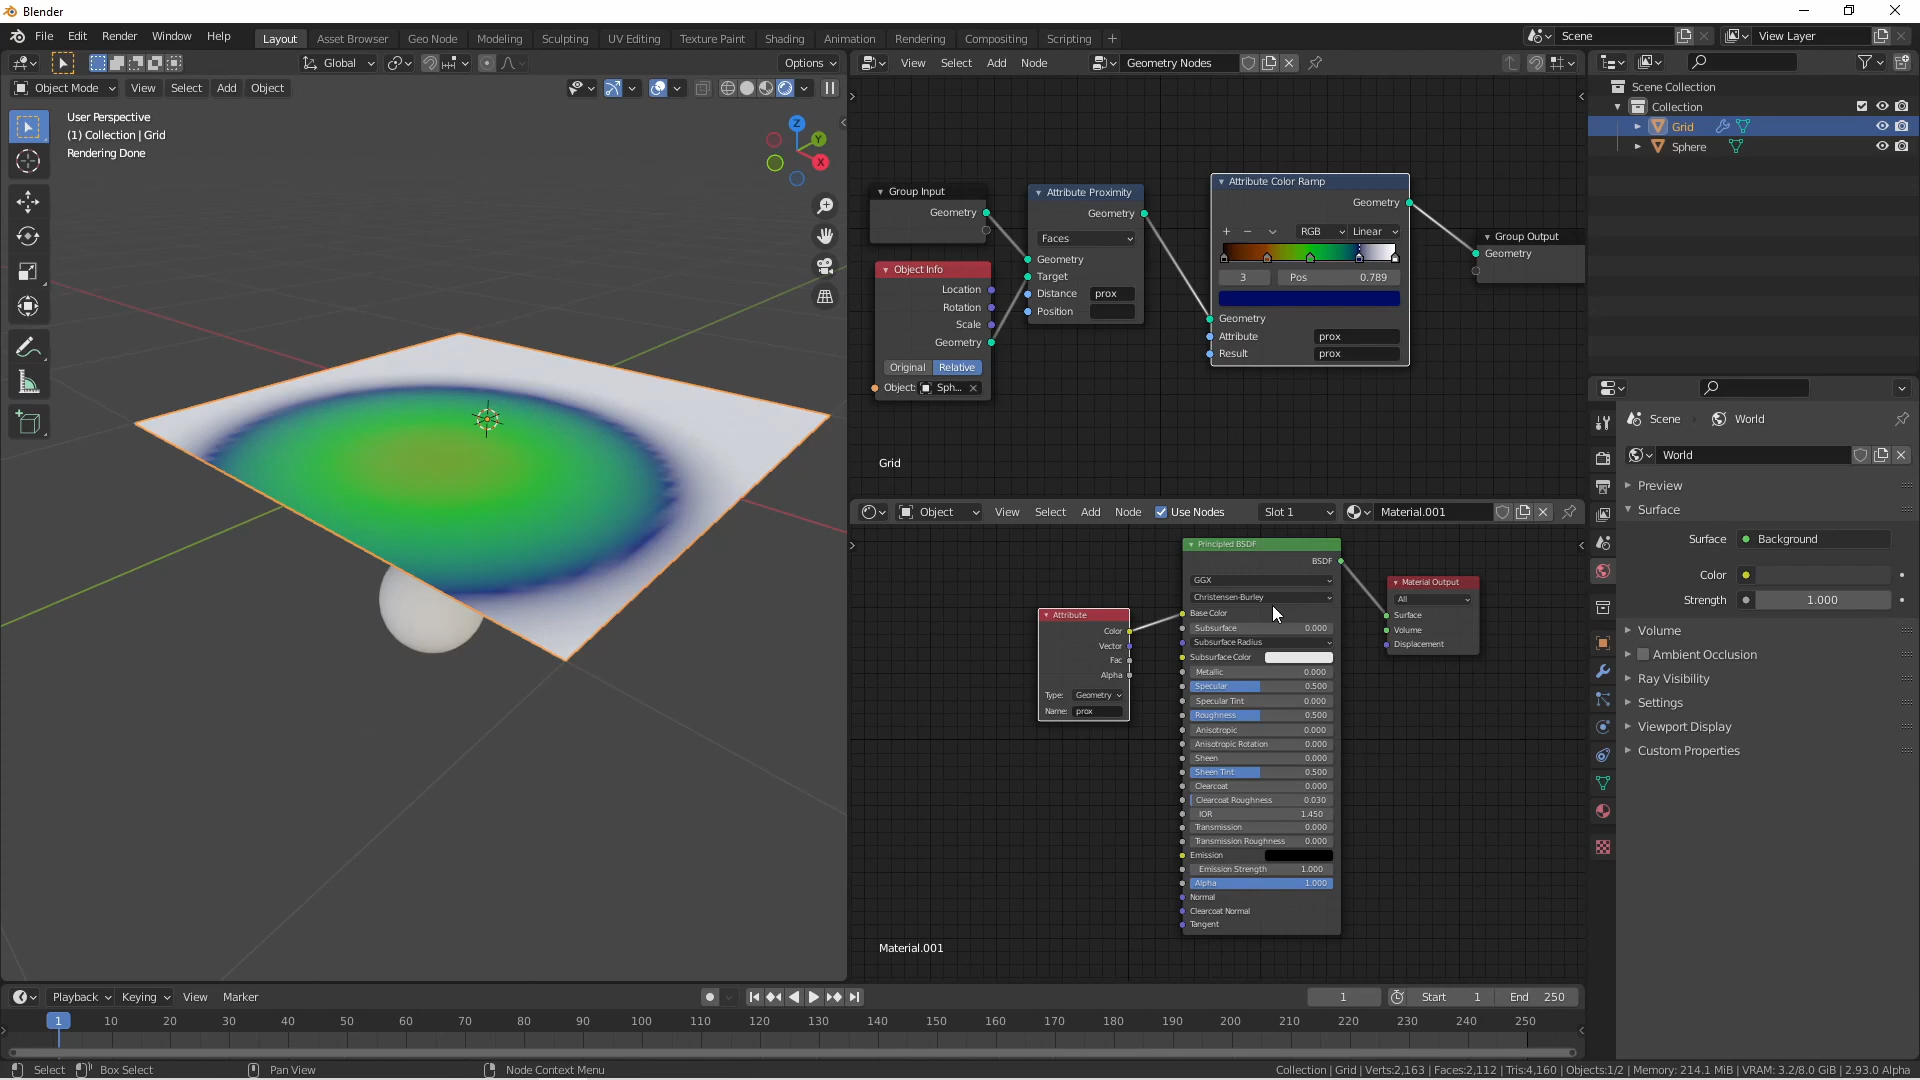 Blender
File Edit Render Window Help
Layout Asset Browser Geo Node Modeling Sculpting UV Editing Texture Paint Shading Animation Rendering Compositing Scripting
Scene
View Layer
Global
Options
Object Mode View Select Add Object
User Perspective
(1) Collection | Grid
Rendering Done
Z
Y
X
View Select Add Node
Geometry Nodes
Group Input
Geometry
Object Info
Location
Rotation
Scale
Geometry
Original Relative
Object: Sph...
Attribute Proximity
Geometry
Faces
Geometry
Target
Distance prox
Position
Attribute Color Ramp
Geometry
RGB Linear
3 Pos 0.789
Geometry
Attribute prox
Result prox
Group Output
Geometry
Grid
Object View Select Add Node Use Nodes Slot 1 Material.001
Attribute
Color
Vector
Fac
Alpha
Type: Geometry
Name: prox
Principled BSDF
BSDF
GGX
Christensen-Burley
Base Color
Subsurface 0.000
Subsurface Radius
Subsurface Color
Metallic 0.000
Specular 0.500
Specular Tint 0.000
Roughness 0.500
Anisotropic 0.000
Anisotropic Rotation 0.000
Sheen 0.000
Sheen Tint 0.500
Clearcoat 0.000
Clearcoat Roughness 0.030
IOR 1.450
Transmission 0.000
Transmission Roughness 0.000
Emission
Emission Strength 1.000
Alpha 1.000
Normal
Clearcoat Normal
Tangent
Material Output
All
Surface
Volume
Displacement
Material.001
Scene Collection
Collection
Grid
Sphere
Scene World
World
Preview
Surface
Surface Background
Color
Strength 1.000
Volume
Ambient Occlusion
Ray Visibility
Settings
Viewport Display
Custom Properties
Playback Keying View Marker
1 Start 1 End 250
1 10 20 30 40 50 60 70 80 90 100 110 120 130 140 150 160 170 180 190 200 210 220 230 240 250
Select Box Select Pan View Node Context Menu
Collection | Grid | Verts:2,163 | Faces:2,112 | Tris:4,160 | Objects:1/2 | Memory: 214.1 MiB | VRAM: 3.2/8.0 GiB | 2.93.0 Alpha